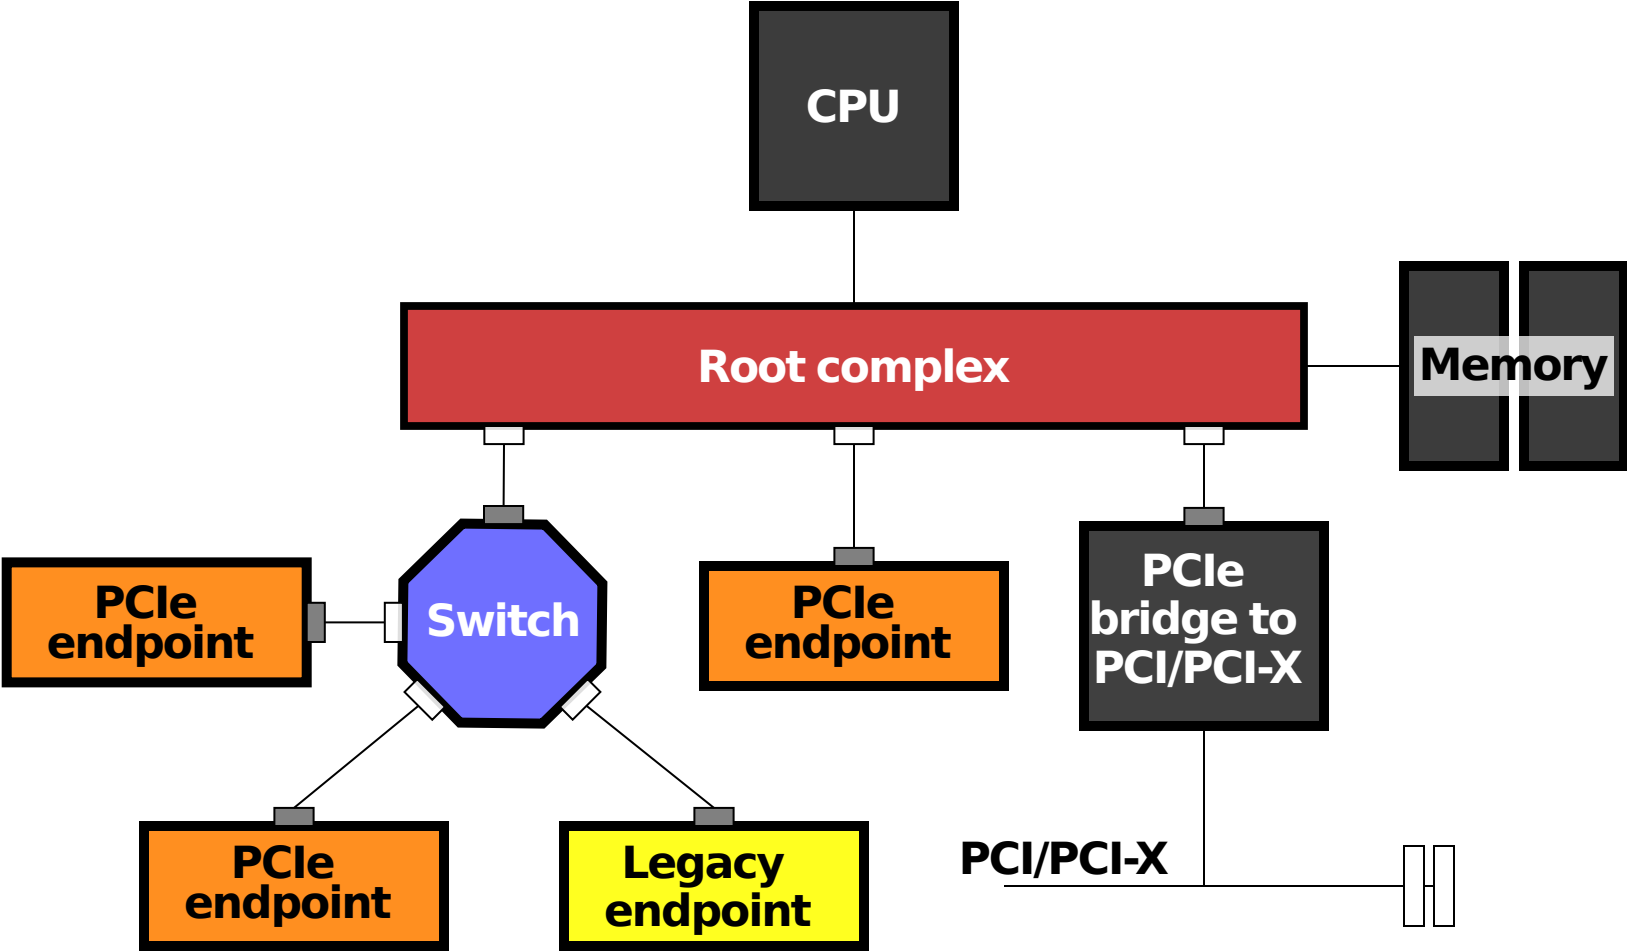 CPU
Root complex
Memory
PCIe
endpoint
Switch
PCIe
endpoint
PCIe
bridge to
PCI/PCI-X
PCIe
endpoint
Legacy
endpoint
PCI/PCI-X